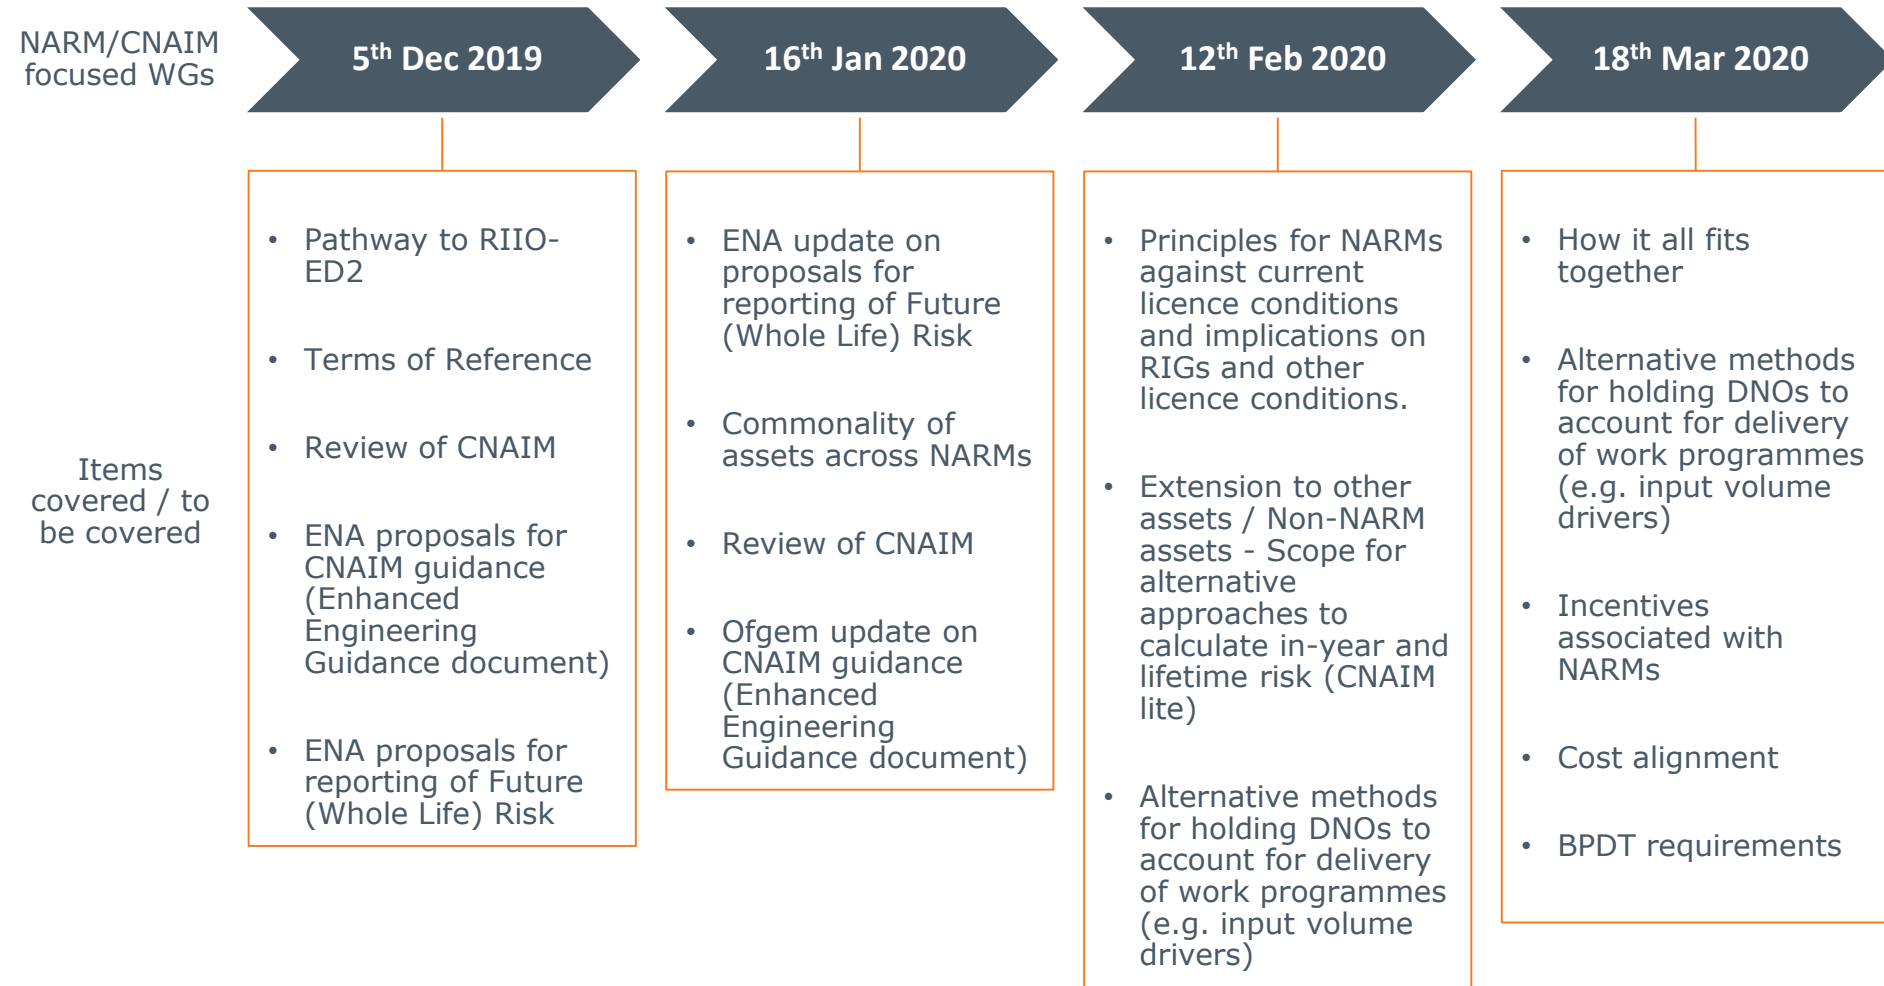 NARM/CNAIM
focused WGs
5th Dec 2019
16th Jan 2020
12th Feb 2020
18th Mar 2020
Items
covered / to
be covered
• Pathway to RIIO-
ED2
• Terms of Reference
• Review of CNAIM
• ENA proposals for
CNAIM guidance
(Enhanced
Engineering
Guidance document)
• ENA proposals for
reporting of Future
(Whole Life) Risk
• ENA update on
proposals for
reporting of Future
(Whole Life) Risk
• Commonality of
assets across NARMs
• Review of CNAIM
• Ofgem update on
CNAIM guidance
(Enhanced
Engineering
Guidance document)
• Principles for NARMs
against current
licence conditions
and implications on
RIGs and other
licence conditions.
• Extension to other
assets / Non-NARM
assets - Scope for
alternative
approaches to
calculate in-year and
lifetime risk (CNAIM
lite)
• Alternative methods
for holding DNOs to
account for delivery
of work programmes
(e.g. input volume
drivers)
• How it all fits
together
• Alternative methods
for holding DNOs to
account for delivery
of work programmes
(e.g. input volume
drivers)
• Incentives
associated with
NARMs
• Cost alignment
• BPDT requirements